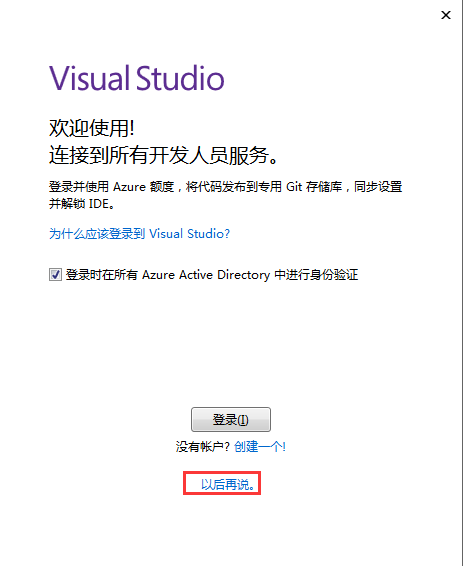 Visual Studio
欢迎使用!
连接到所有开发人员服务。
登录并使用 Azure 额度，将代码发布到专用 Git 存储库，同步设置
并解锁 IDE。
为什么应该登录到 Visual Studio?
登录时在所有 Azure Active Directory 中进行身份验证
登录(I)
没有帐户? 创建一个!
以后再说。